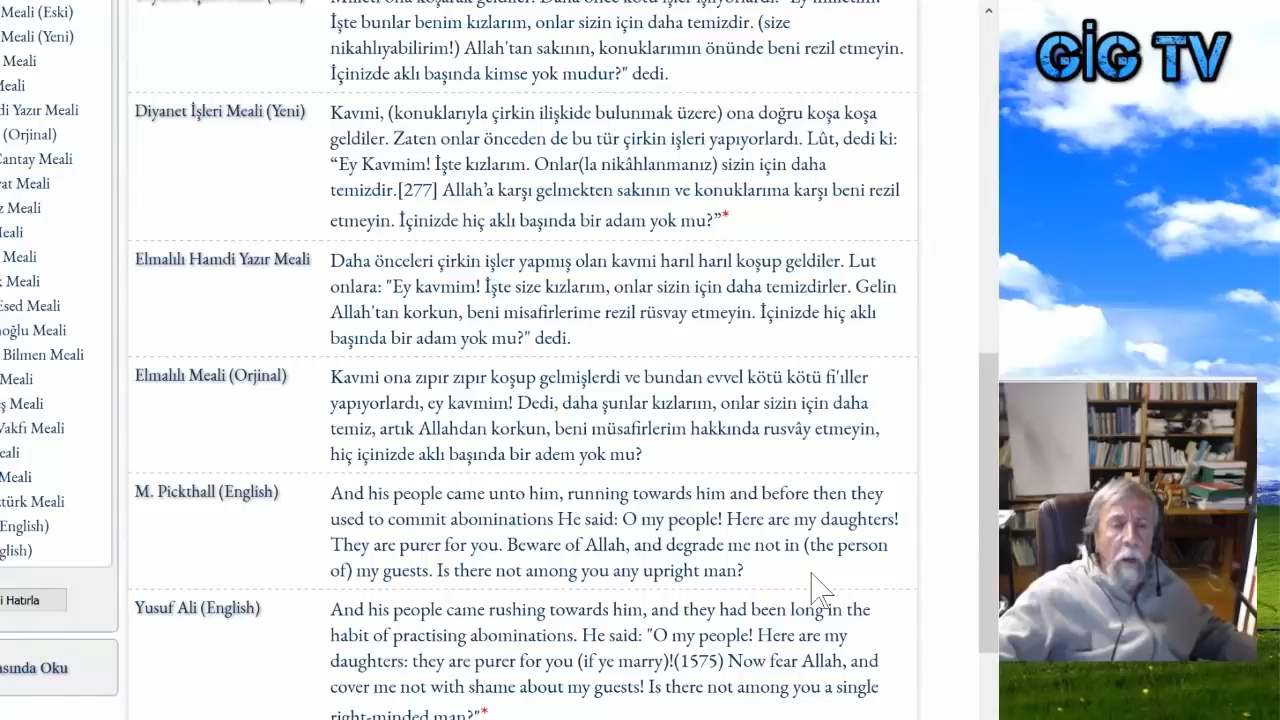 Meali (Eski)
Meali (Yeni)
Meali
Meali
di Yazır Meali
(Orjinal)
Cantay Meali
at Meali
z Meali
Meali
Meali
k Meali
Esed Meali
noğlu Meali
Bilmen Meali
Meali
ş Meali
Vakfı Meali
eali
Meali
ztürk Meali
English)
glish)
i Hatırla
asında Oku
İşte bunlar benim kızlarım, onlar sizin için daha temizdir. (size
nikahlıyabilirim!) Allah'tan sakının, konuklarımın önünde beni rezil etmeyin.
İçinizde aklı başında kimse yok mudur?" dedi.
Diyanet İşleri Meali (Yeni)
Kavmi, (konuklarıyla çirkin ilişkide bulunmak üzere) ona doğru koşa koşa
geldiler. Zaten onlar önceden de bu tür çirkin işleri yapıyorlardı. Lût, dedi ki:
“Ey Kavmim! İşte kızlarım. Onlar(la nikâhlanmanız) sizin için daha
temizdir.[277] Allah’a karşı gelmekten sakının ve konuklarıma karşı beni rezil
etmeyin. İçinizde hiç aklı başında bir adam yok mu?”*
Elmalılı Hamdi Yazır Meali
Daha önceleri çirkin işler yapmış olan kavmi harıl harıl koşup geldiler. Lut
onlara: "Ey kavmim! İşte size kızlarım, onlar sizin için daha temizdirler. Gelin
Allah'tan korkun, beni misafirlerime rezil rüsvay etmeyin. İçinizde hiç aklı
başında bir adam yok mu?" dedi.
Elmalılı Meali (Orjinal)
Kavmi ona zıpır zıpır koşup gelmişlerdi ve bundan evvel kötü kötü fi'ıller
yapıyorlardı, ey kavmim! Dedi, daha şunlar kızlarım, onlar sizin için daha
temiz, artık Allahdan korkun, beni müsafirlerim hakkında rusvây etmeyin,
hiç içinizde aklı başında bir adem yok mu?
M. Pickthall (English)
And his people came unto him, running towards him and before then they
used to commit abominations He said: O my people! Here are my daughters!
They are purer for you. Beware of Allah, and degrade me not in (the person
of) my guests. Is there not among you any upright man?
Yusuf Ali (English)
And his people came rushing towards him, and they had been long in the
habit of practising abominations. He said: "O my people! Here are my
daughters: they are purer for you (if ye marry)!(1575) Now fear Allah, and
cover me not with shame about my guests! Is there not among you a single
right-minded man?"*
GİG TV